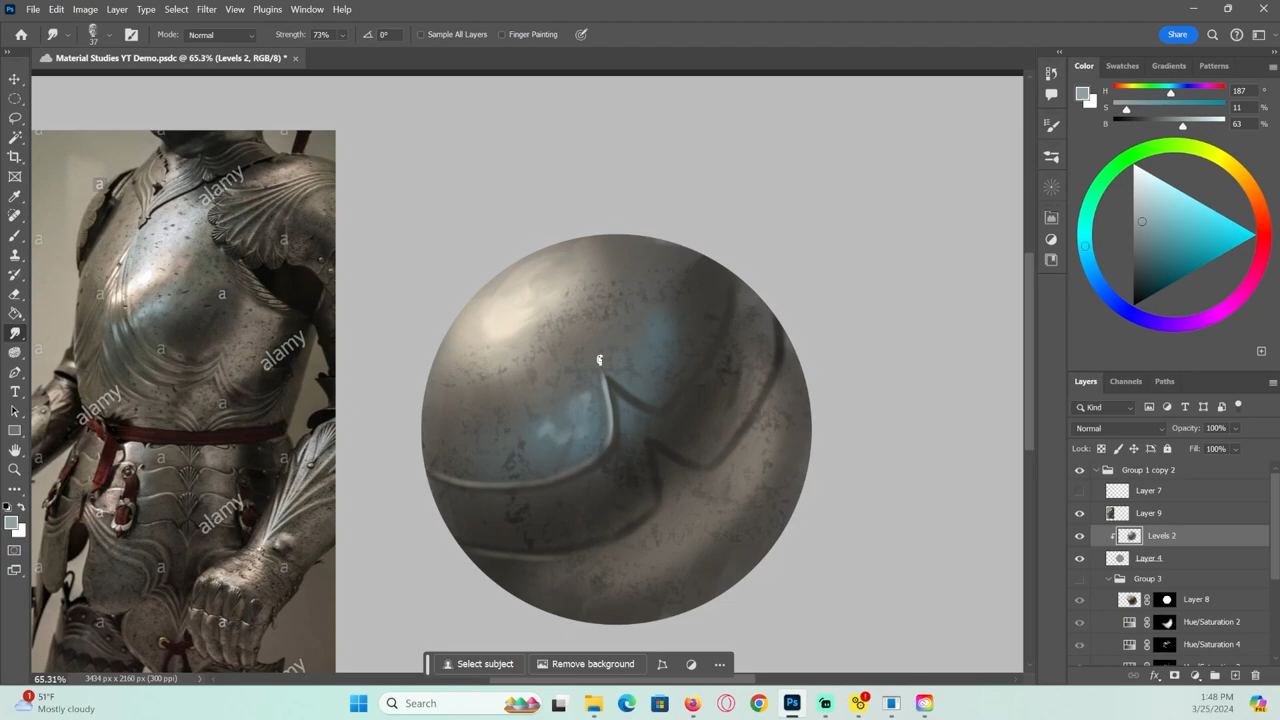 File Edit Image Layer Type Select Filter View Plugins Window Help
37 Mode: Normal Strength: 73% 0° Sample All Layers Finger Painting Share
Material Studies YT Demo.psdc @ 65.3% (Levels 2, RGB/8) *
Color Swatches Gradients Patterns
H 187 °
S 11 %
B 63 %
a
a alamy
a a
a a
a alamy
alamy a
a a
alamy
Layers Channels Paths
Kind
Normal Opacity: 100%
Lock: Fill: 100%
Group 1 copy 2
Layer 7
Layer 9
Levels 2
Layer 4
Group 3
Layer 8
Hue/Saturation 2
Hue/Saturation 4
Select subject Remove background
65.31% 3434 px x 2160 px (300 ppi)
1 51°F
Mostly cloudy
Search
1:48 PM
3/25/2024